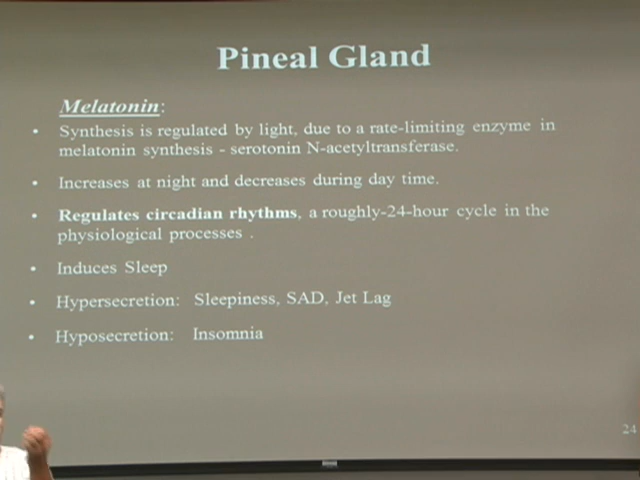 Pineal Gland
Melatonin:
• Synthesis is regulated by light, due to a rate-limiting enzyme in
melatonin synthesis - serotonin N-acetyltransferase.
• Increases at night and decreases during day time.
• Regulates circadian rhythms, a roughly-24-hour cycle in the
physiological processes .
• Induces Sleep
• Hypersecretion: Sleepiness, SAD, Jet Lag
• Hyposecretion: Insomnia
24